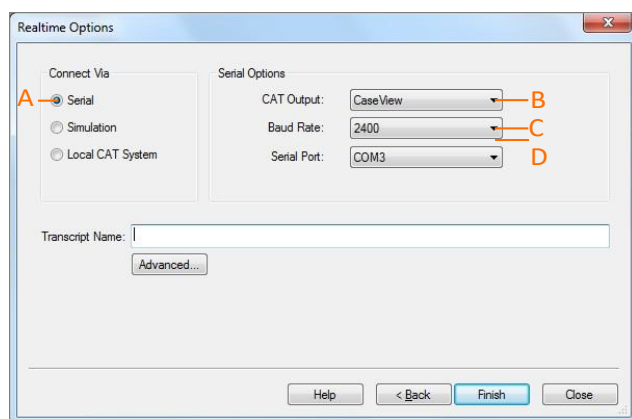 Realtime Options
Connect Via
Serial Options
A
Serial
CAT Output:
CaseView
B
Simulation
Baud Rate:
2400
C
Local CAT System
Serial Port:
COM3
D
Transcript Name:
Advanced...
Help
< Back
Finish
Close